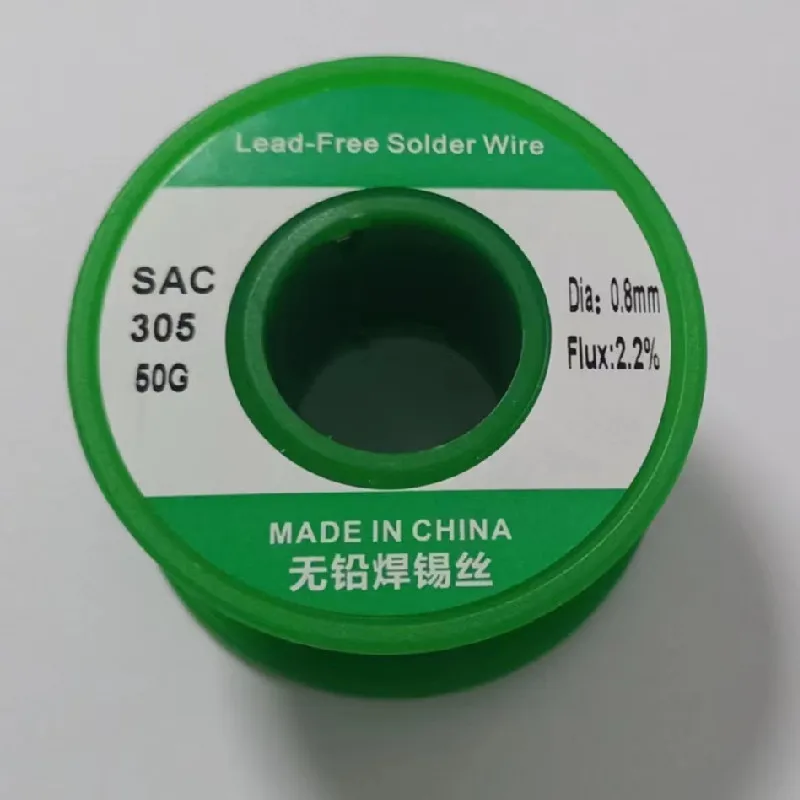 Lead-Free Solder Wire
SAC
305
50G
Dia: 0.8mm
Flux:2.2%
MADE IN CHINA
无铅焊锡丝